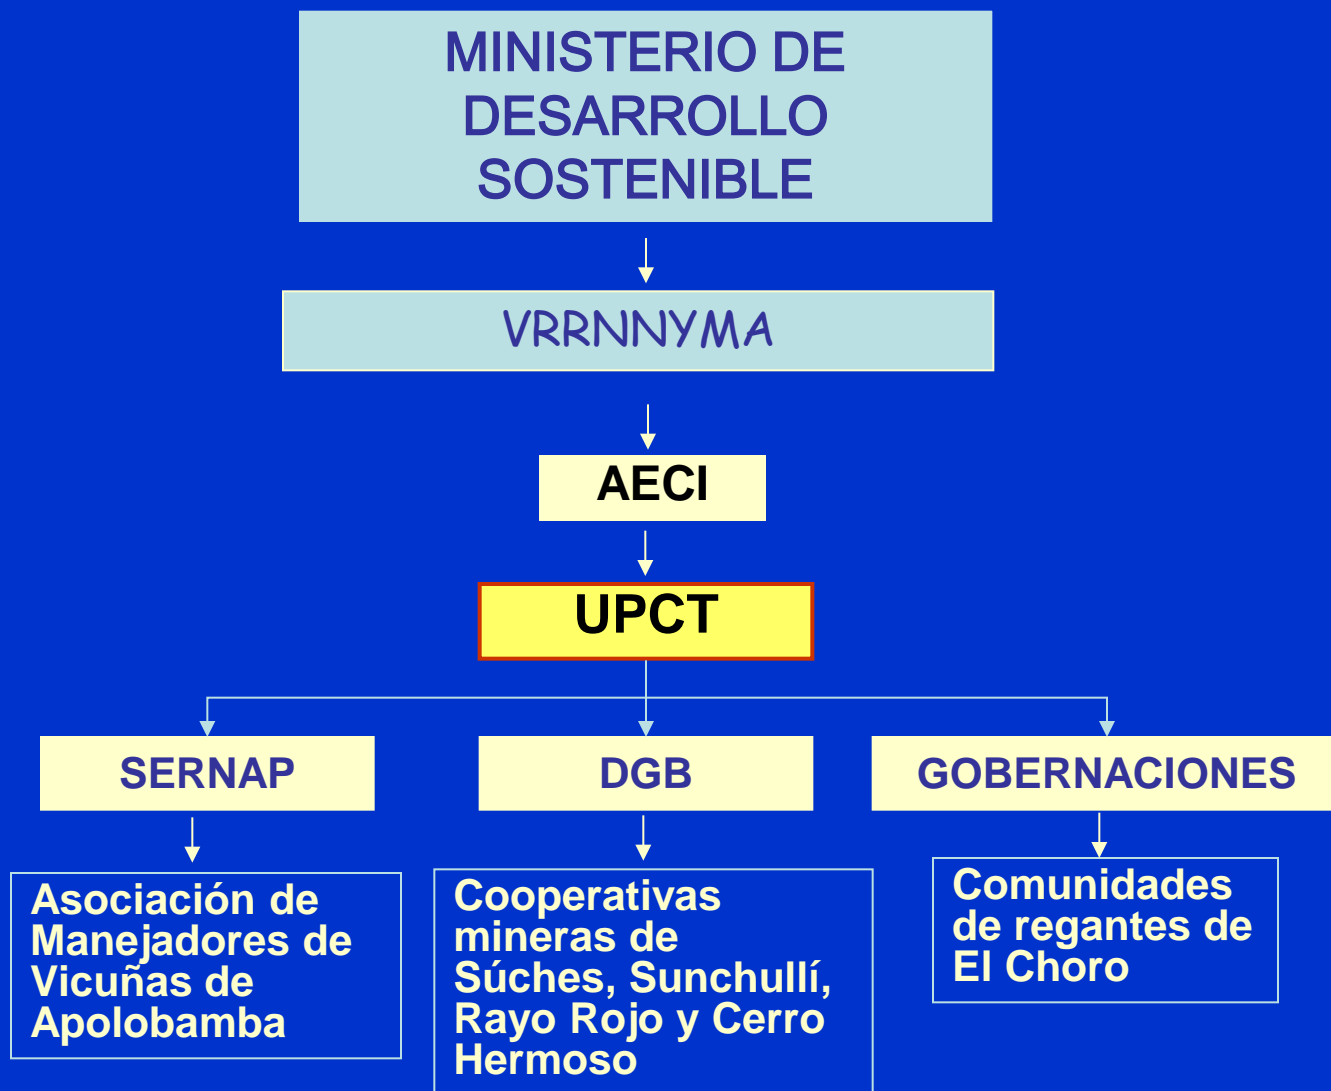 MINISTERIO DE
DESARROLLO
SOSTENIBLE
VRRNNYMA
AECI
UPCT
SERNAP
DGB
GOBERNACIONES
Asociación de
Manejadores de
Vicuñas de
Apolobamba
Cooperativas
mineras de
Súches, Sunchullí,
Rayo Rojo y Cerro
Hermoso
Comunidades
de regantes de
El Choro